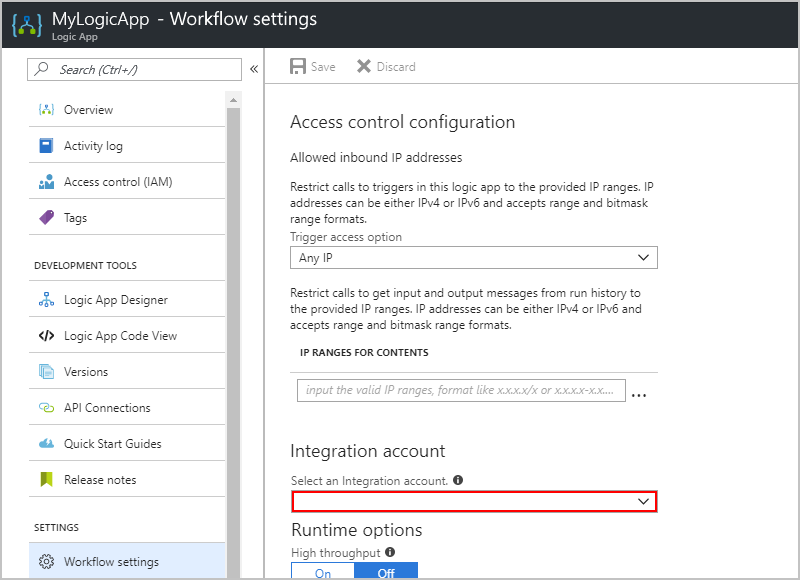 MyLogicApp - Workflow settings
Logic App
Search (Ctrl+/)
«
Overview
Activity log
Access control (IAM)
Tags
DEVELOPMENT TOOLS
Logic App Designer
Logic App Code View
Versions
API Connections
Quick Start Guides
Release notes
SETTINGS
Workflow settings
Save
Discard
Access control configuration
Allowed inbound IP addresses
Restrict calls to triggers in this logic app to the provided IP ranges. IP
addresses can be either IPv4 or IPv6 and accepts range and bitmask
range formats.
Trigger access option
Any IP
Restrict calls to get input and output messages from run history to
the provided IP ranges. IP addresses can be either IPv4 or IPv6 and
accepts range and bitmask range formats.
IP RANGES FOR CONTENTS
input the valid IP ranges, format like x.x.x.x/x or x.x.x.x-x.x....
...
Integration account
Select an Integration account.
Runtime options
High throughput
On
Off